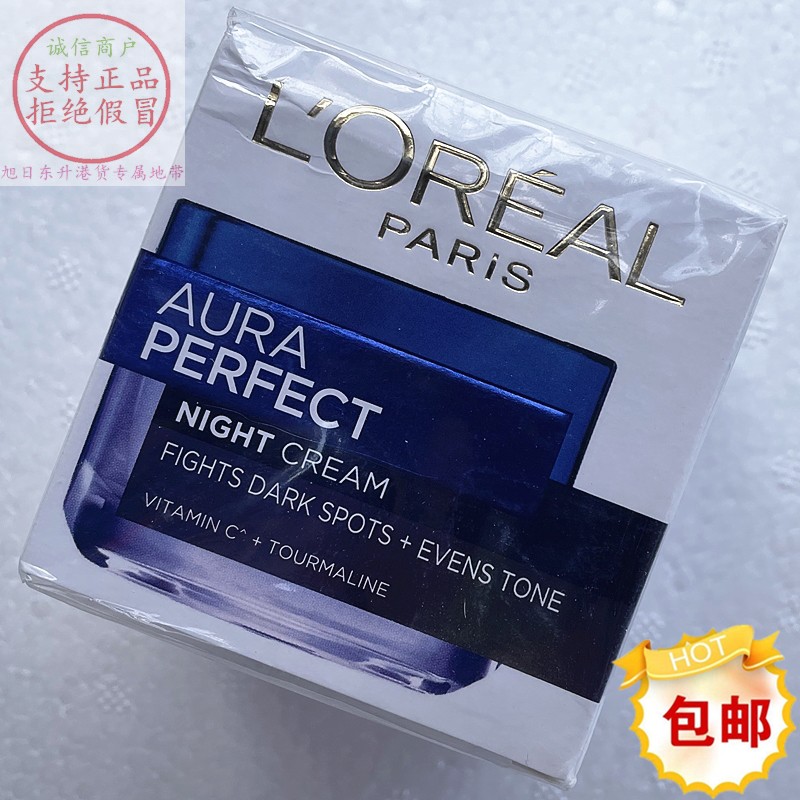 诚信商户
支持正品
拒绝假冒
旭日东升港货专属地带
L'ORÉAL
PARiS
AURA
PERFECT
NIGHT CREAM
FIGHTS DARK SPOTS + EVENS TONE
VITAMIN C^ + TOURMALINE
HOT
包邮